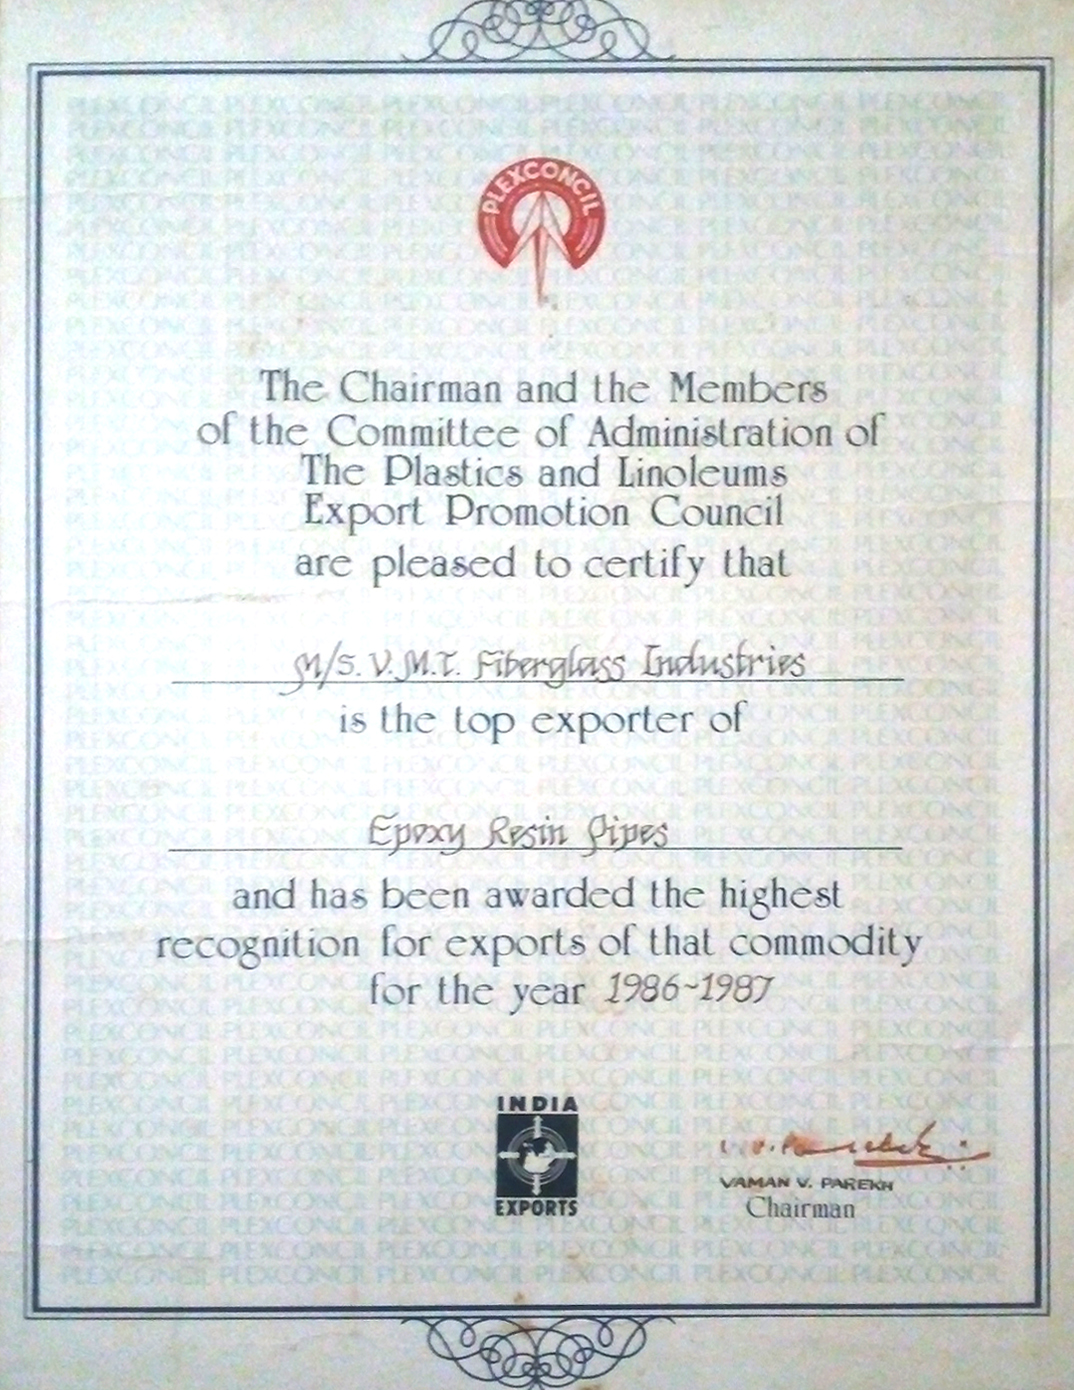 PLEXCONCIL
The Chairman and the Members
of the Committee of Administration of
The Plastics and Linoleums
Export Promotion Council
are pleased to certify that
M/S. V.M.T. Fiberglass Industries
is the top exporter of
Epoxy Resin Pipes
and has been awarded the highest
recognition for exports of that commodity
for the year 1986~1987
INDIA
EXPORTS
VAMAN V. PAREKH
Chairman